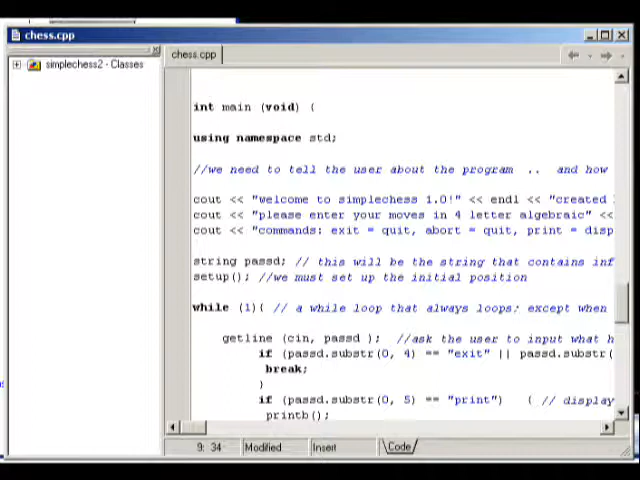 chess.cpp
simplechess2 - Classes
chess.cpp
int main (void) {
using namespace std;
//we need to tell the user about the program .. and how
cout << "welcome to simplechess 1.0!" << endl << "created
cout << "please enter your moves in 4 letter algebraic" <<
cout << "commands: exit = quit, abort = quit, print = disp
string passd; // this will be the string that contains inf
setup(); //we must set up the initial position
while (1){ // a while loop that always loops; except when
getline (cin, passd ); //ask the user to input what h
if (passd.substr(0, 4) == "exit" || passd.substr(
break;
}
if (passd.substr(0, 5) == "print") { // display
printb();
9: 34 Modified Insert Code